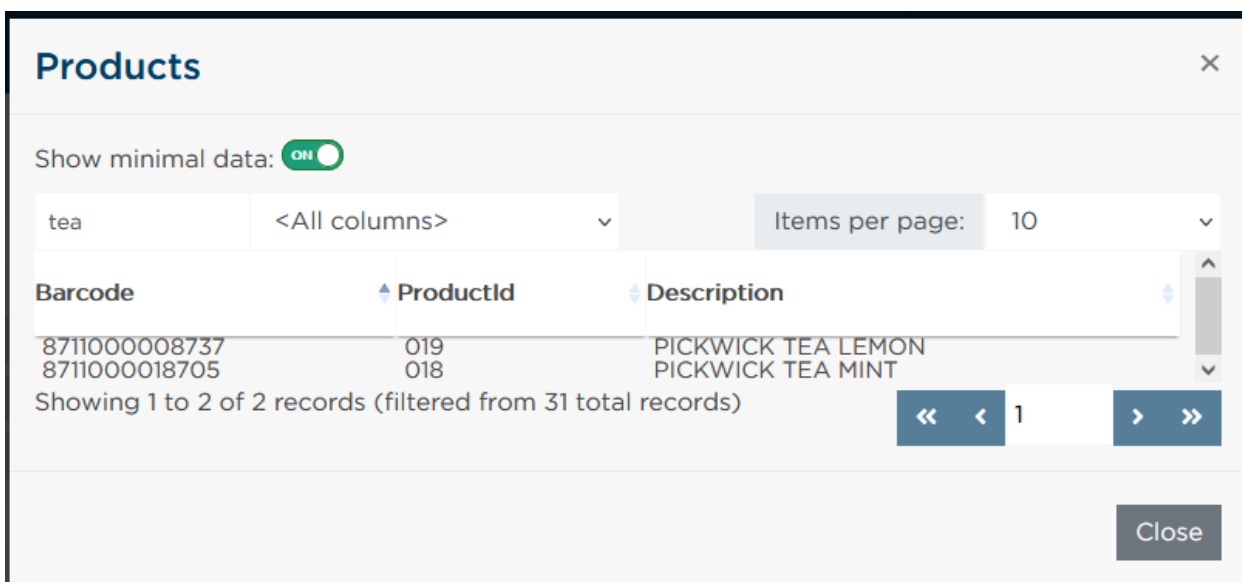 Products ×
Show minimal data: ON
tea <All columns> Items per page: 10
Barcode ProductId Description
8711000008737 019 PICKWICK TEA LEMON
8711000018705 018 PICKWICK TEA MINT
Showing 1 to 2 of 2 records (filtered from 31 total records)
« ‹ 1 › »
Close